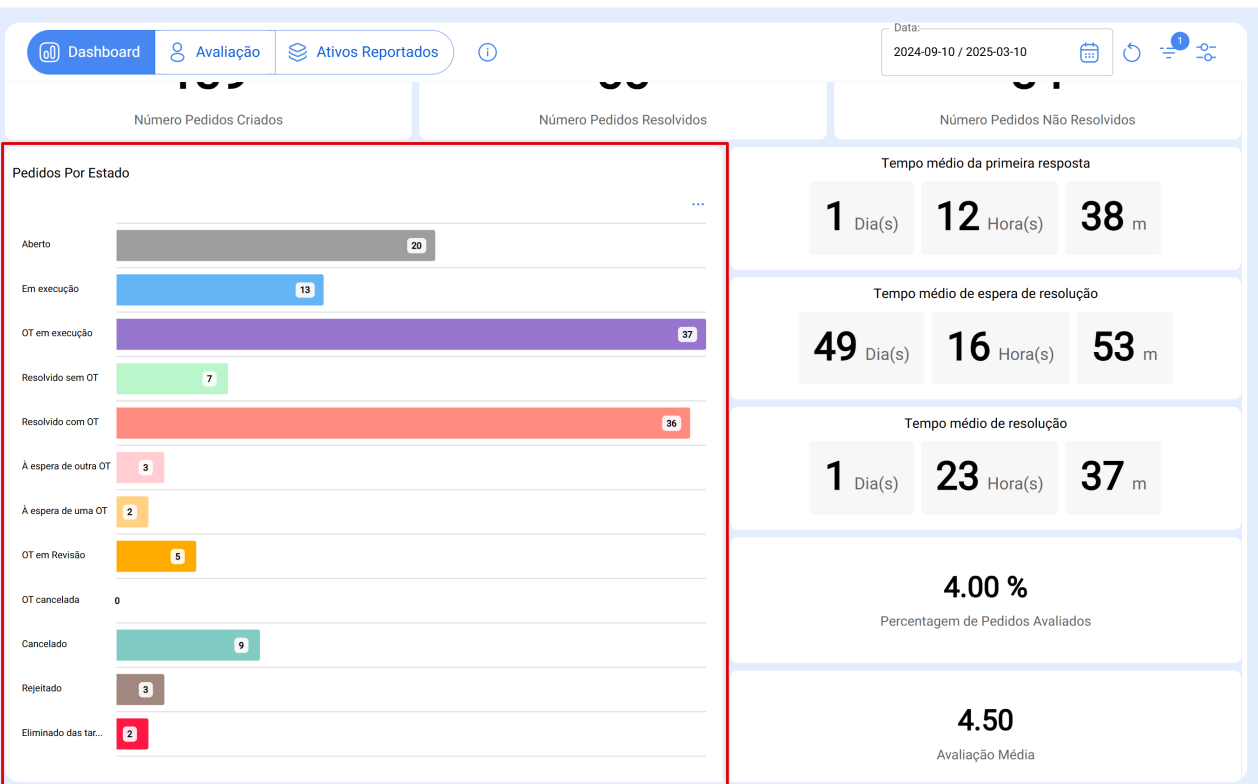 Dashboard
Avaliação
Ativos Reportados
Data:
2024-09-10 / 2025-03-10
1
Número Pedidos Criados
Número Pedidos Resolvidos
Número Pedidos Não Resolvidos
Pedidos Por Estado
...
Aberto 20
Em execução 13
OT em execução 37
Resolvido sem OT 7
Resolvido com OT 36
À espera de outra OT 3
À espera de uma OT 2
OT em Revisão 5
OT cancelada 0
Cancelado 9
Rejeitado 3
Eliminado das tar... 2
Tempo médio da primeira resposta
1 Dia(s) 12 Hora(s) 38 m
Tempo médio de espera de resolução
49 Dia(s) 16 Hora(s) 53 m
Tempo médio de resolução
1 Dia(s) 23 Hora(s) 37 m
4.00 %
Percentagem de Pedidos Avaliados
4.50
Avaliação Média